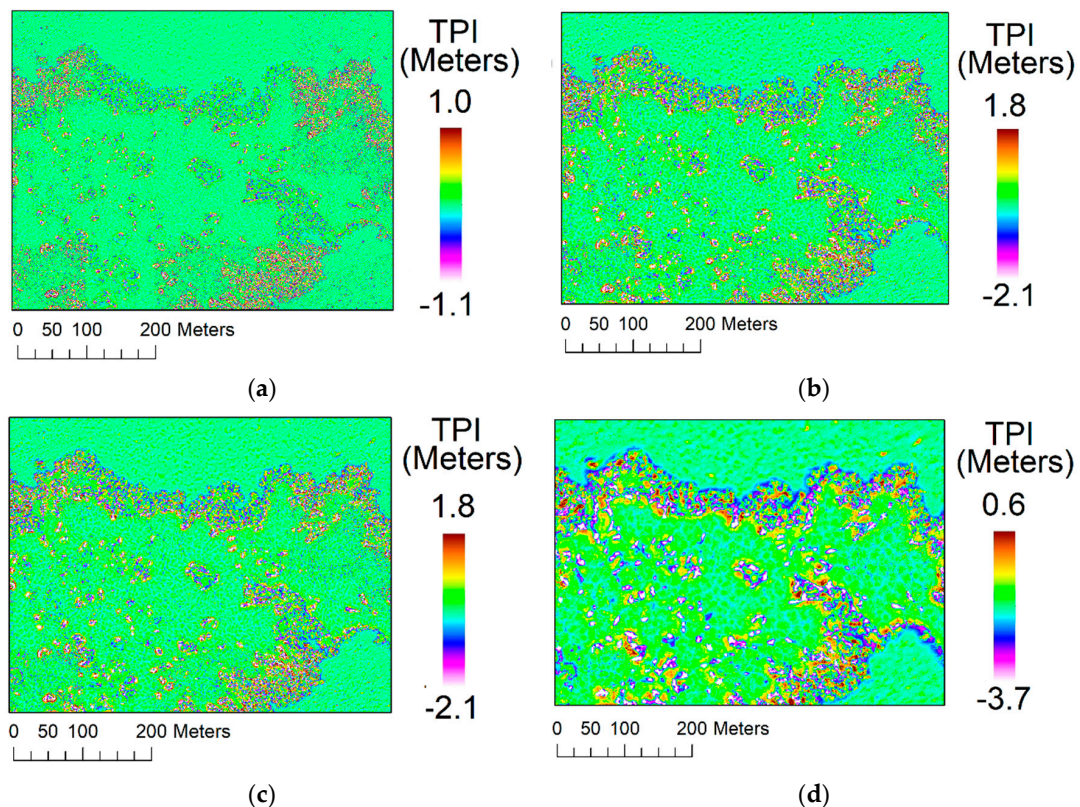 TPI
(Meters)
1.0
-1.1
0 50 100 200 Meters
(a)
TPI
(Meters)
1.8
-2.1
0 50 100 200 Meters
(b)
TPI
(Meters)
1.8
-2.1
0 50 100 200 Meters
(c)
TPI
(Meters)
0.6
-3.7
0 50 100 200 Meters
(d)